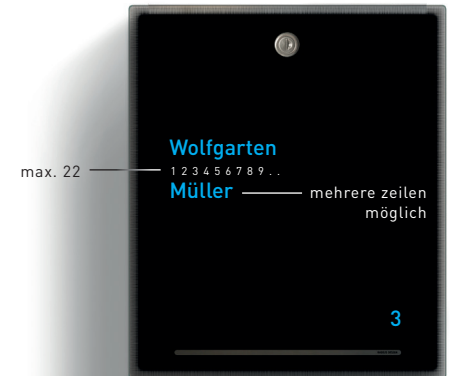 Wolfgarten
max. 22
1 2 3 4 5 6 7 8 9 . .
Müller
mehrere zeilen
möglich
3